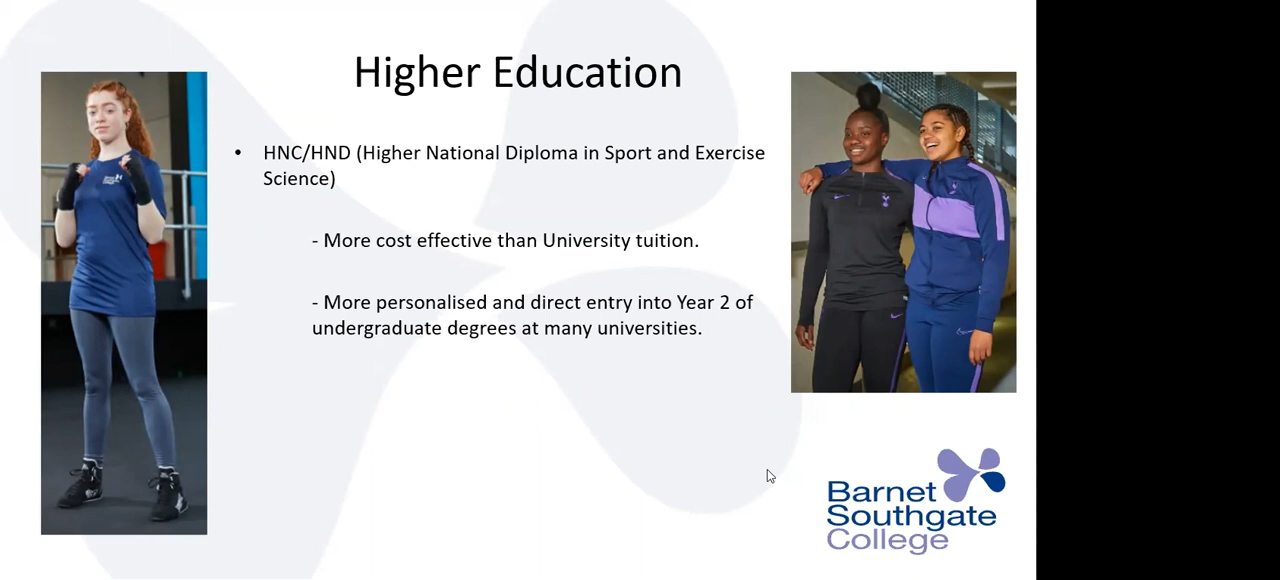 Higher Education
• HNC/HND (Higher National Diploma in Sport and Exercise
Science)
- More cost effective than University tuition.
- More personalised and direct entry into Year 2 of
undergraduate degrees at many universities.
Barnet
Southgate
College